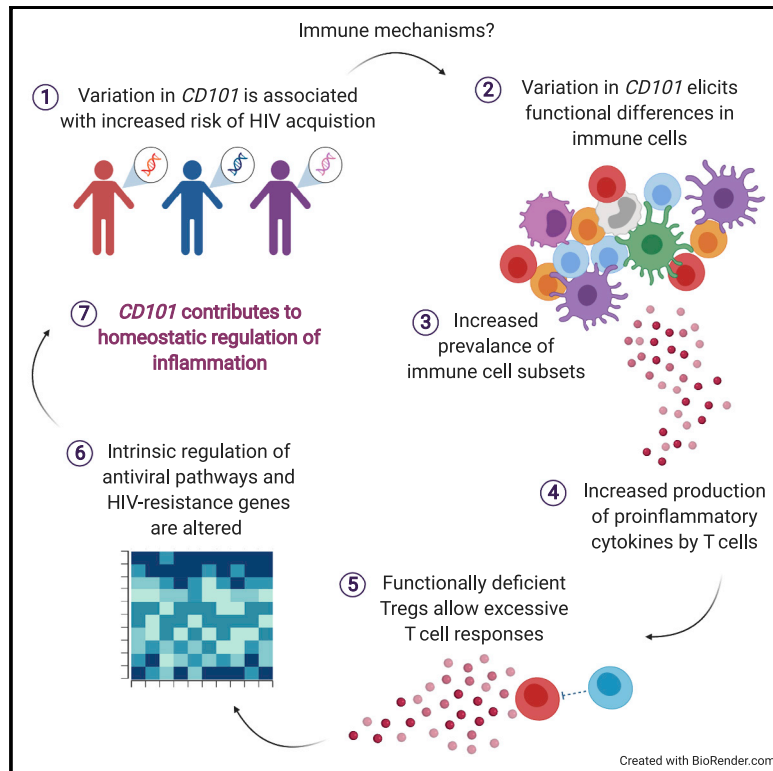 Immune mechanisms?
① Variation in CD101 is associated
with increased risk of HIV acquistion
② Variation in CD101 elicits
functional differences in
immune cells
③ Increased
prevalence of
immune cell subsets
④ Increased production
of proinflammatory
cytokines by T cells
⑤ Functionally deficient
Tregs allow excessive
T cell responses
⑥ Intrinsic regulation of
antiviral pathways and
HIV-resistance genes
are altered
⑦ CD101 contributes to
homeostatic regulation of
inflammation
Created with BioRender.com